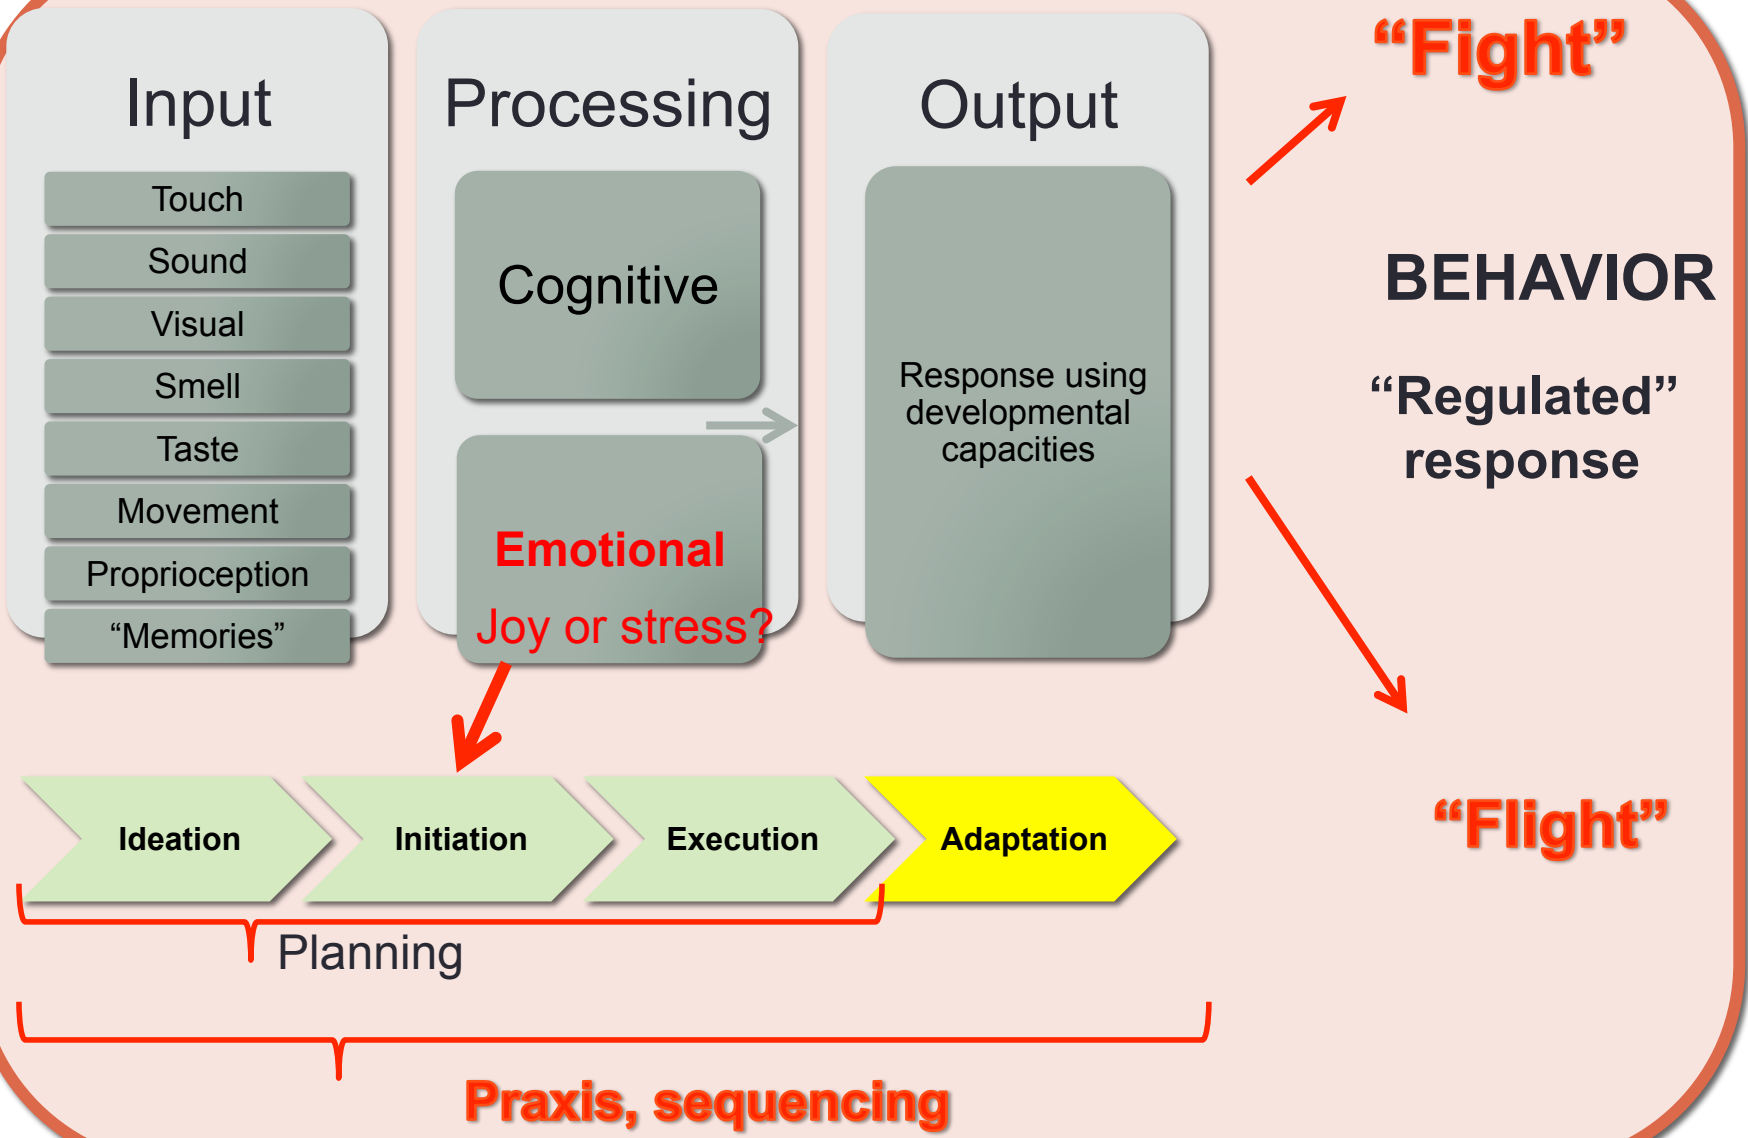 Input
Touch
Sound
Visual
Smell
Taste
Movement
Proprioception
“Memories”
Processing
Cognitive
Emotional
Joy or stress?
Output
Response using
developmental
capacities
“Fight”
BEHAVIOR
“Regulated”
response
“Flight”
Ideation
Initiation
Execution
Adaptation
Planning
Praxis, sequencing